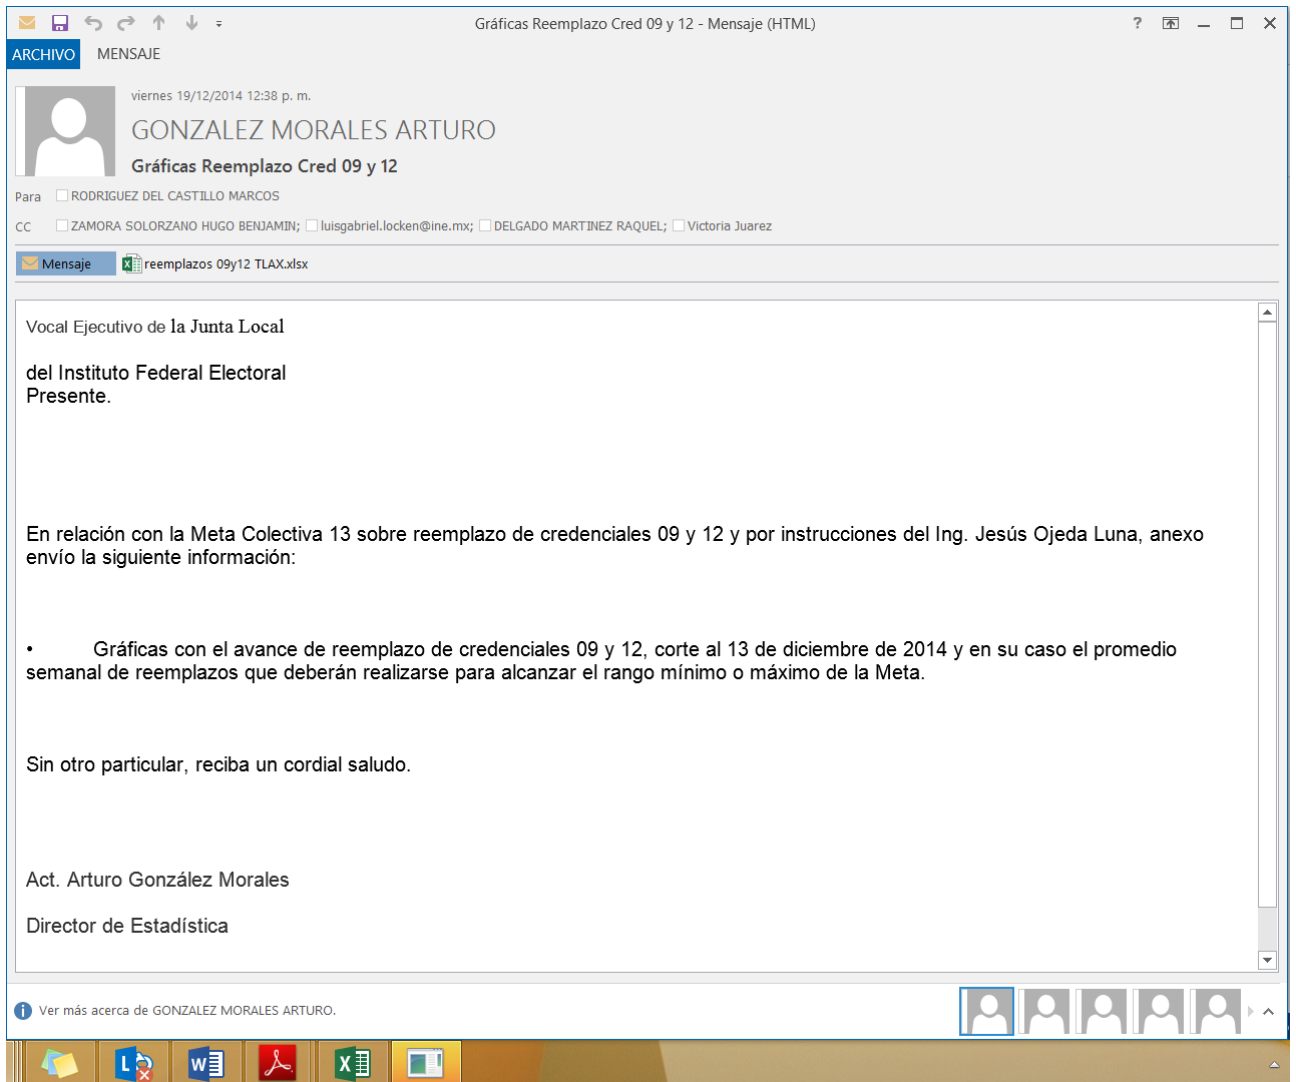 Gráficas Reemplazo Cred 09 y 12 - Mensaje (HTML)
ARCHIVO MENSAJE
viernes 19/12/2014 12:38 p. m.
GONZALEZ MORALES ARTURO
Gráficas Reemplazo Cred 09 y 12
Para RODRIGUEZ DEL CASTILLO MARCOS
CC ZAMORA SOLORZANO HUGO BENJAMIN; luisgabriel.locken@ine.mx; DELGADO MARTINEZ RAQUEL; Victoria Juarez
Mensaje reemplazos 09y12 TLAX.xlsx
Vocal Ejecutivo de la Junta Local
del Instituto Federal Electoral
Presente.
En relación con la Meta Colectiva 13 sobre reemplazo de credenciales 09 y 12 y por instrucciones del Ing. Jesús Ojeda Luna, anexo
envío la siguiente información:
• Gráficas con el avance de reemplazo de credenciales 09 y 12, corte al 13 de diciembre de 2014 y en su caso el promedio
semanal de reemplazos que deberán realizarse para alcanzar el rango mínimo o máximo de la Meta.
Sin otro particular, reciba un cordial saludo.
Act. Arturo González Morales
Director de Estadística
Ver más acerca de GONZALEZ MORALES ARTURO.